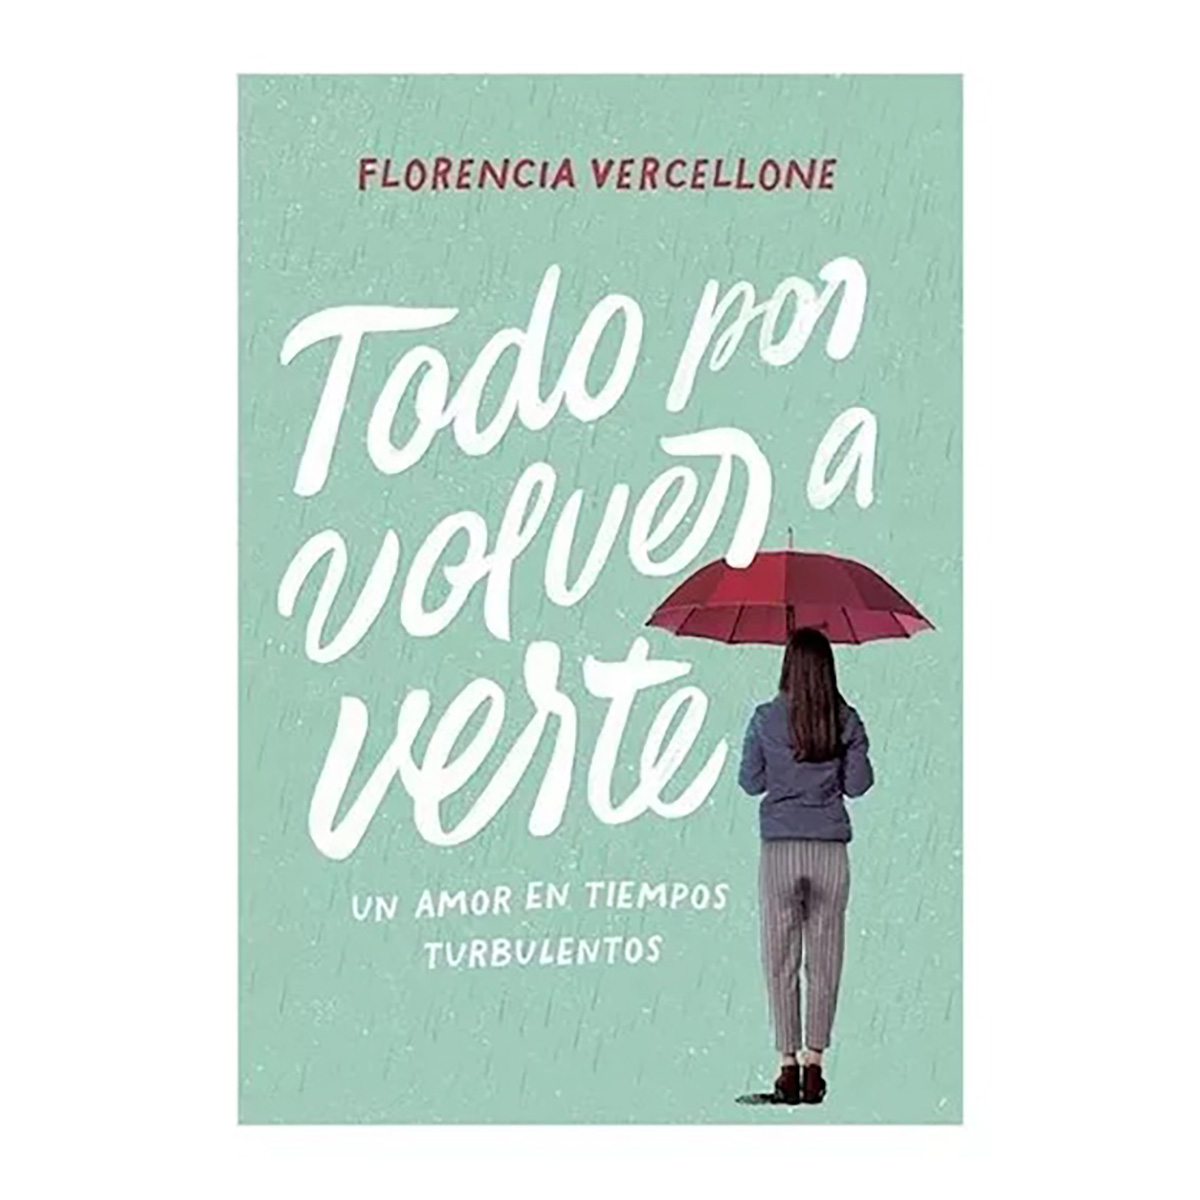 FLORENCIA VERCELLONE
Todo por
volver a
verte
UN AMOR EN TIEMPOS
TURBULENTOS